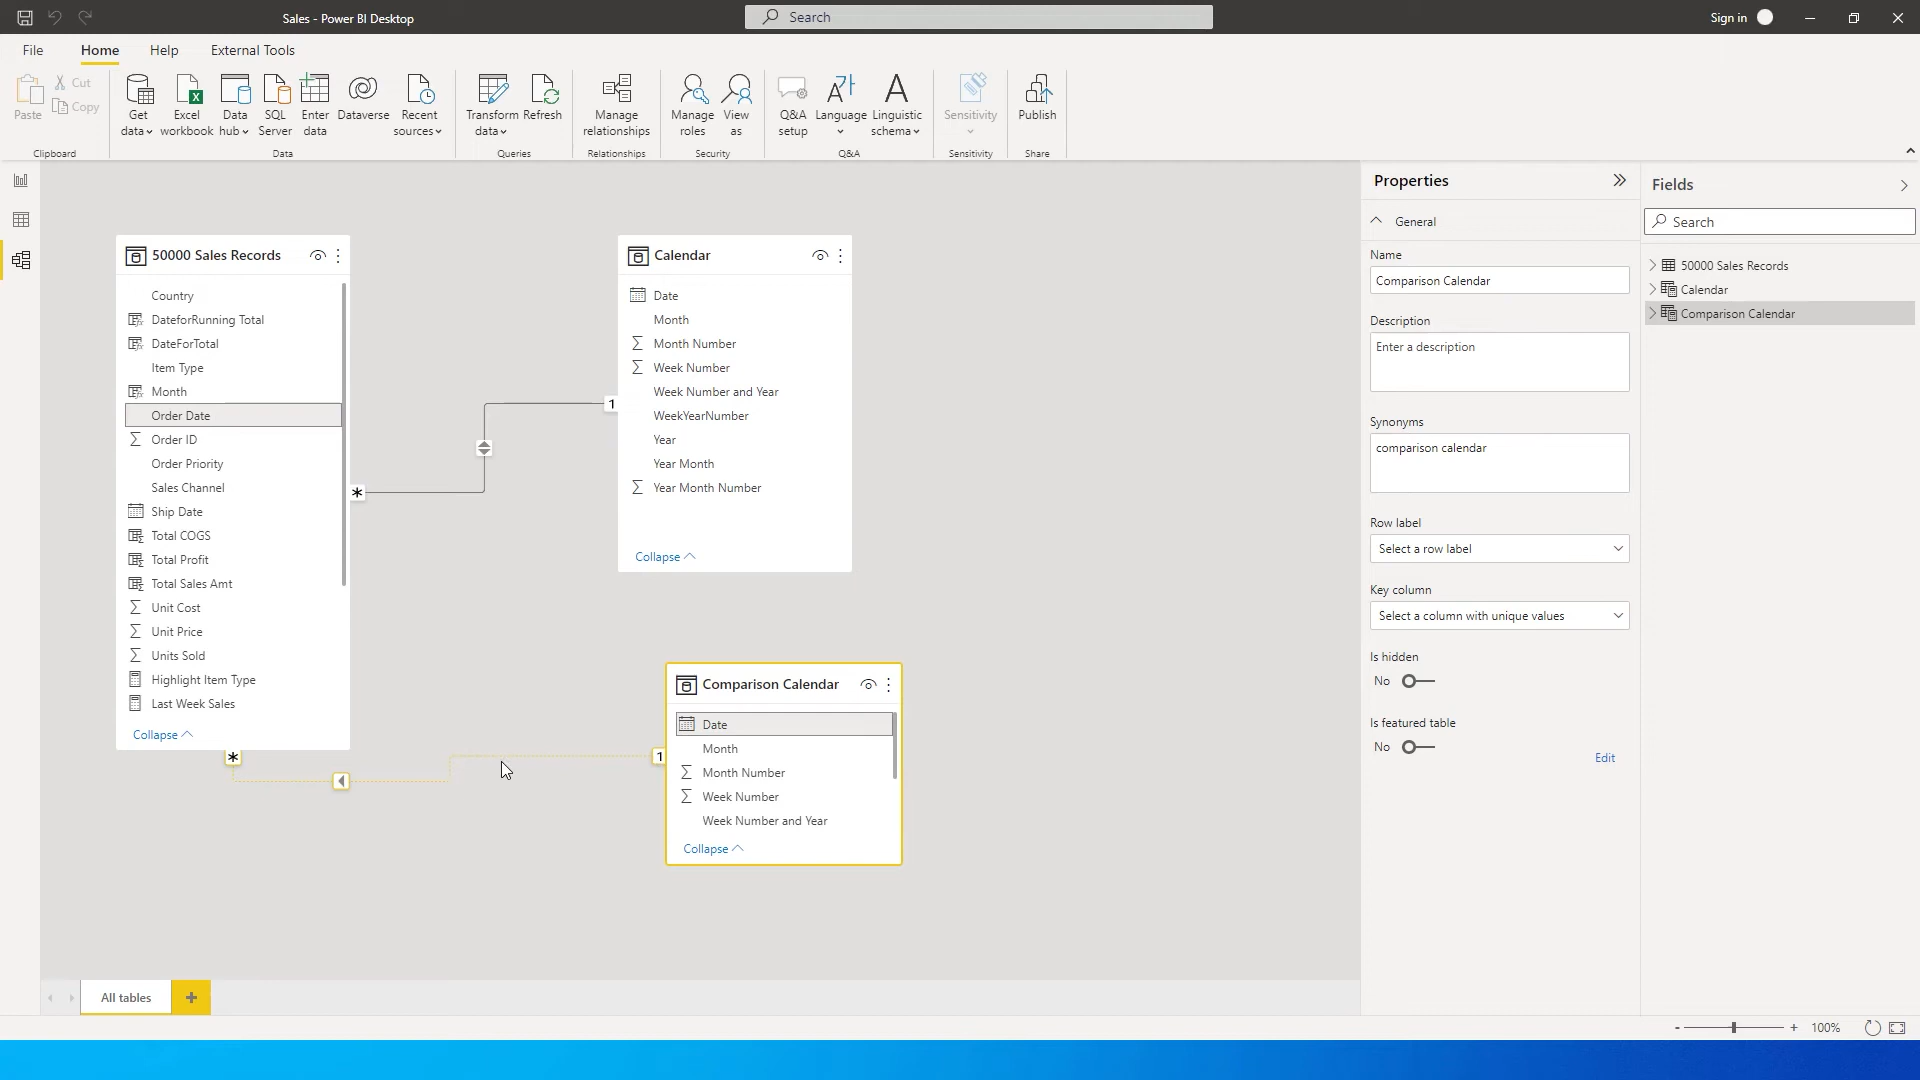 Sales - Power BI Desktop
Search
Sign in
File
Home
Help
External Tools
Paste
Cut
Copy
Clipboard
Get data
Excel workbook
Data hub
SQL Server
Enter data
Dataverse
Recent sources
Data
Transform data
Refresh
Queries
Manage relationships
Relationships
Manage roles
View as
Security
Q&A setup
Language
Linguistic schema
Q&A
Sensitivity
Sensitivity
Publish
Share
50000 Sales Records
Country
DateforRunning Total
DateForTotal
Item Type
Month
Order Date
Order ID
Order Priority
Sales Channel
Ship Date
Total COGS
Total Profit
Total Sales Amt
Unit Cost
Unit Price
Units Sold
Highlight Item Type
Last Week Sales
Collapse
*
1
Calendar
Date
Month
Month Number
Week Number
Week Number and Year
WeekYearNumber
Year
Year Month
Year Month Number
Collapse
*
1
Comparison Calendar
Date
Month
Month Number
Week Number
Week Number and Year
Collapse
Properties
General
Name
Comparison Calendar
Description
Enter a description
Synonyms
comparison calendar
Row label
Select a row label
Key column
Select a column with unique values
Is hidden
No
Is featured table
No
Edit
Fields
Search
50000 Sales Records
Calendar
Comparison Calendar
All tables
+
- + 100%